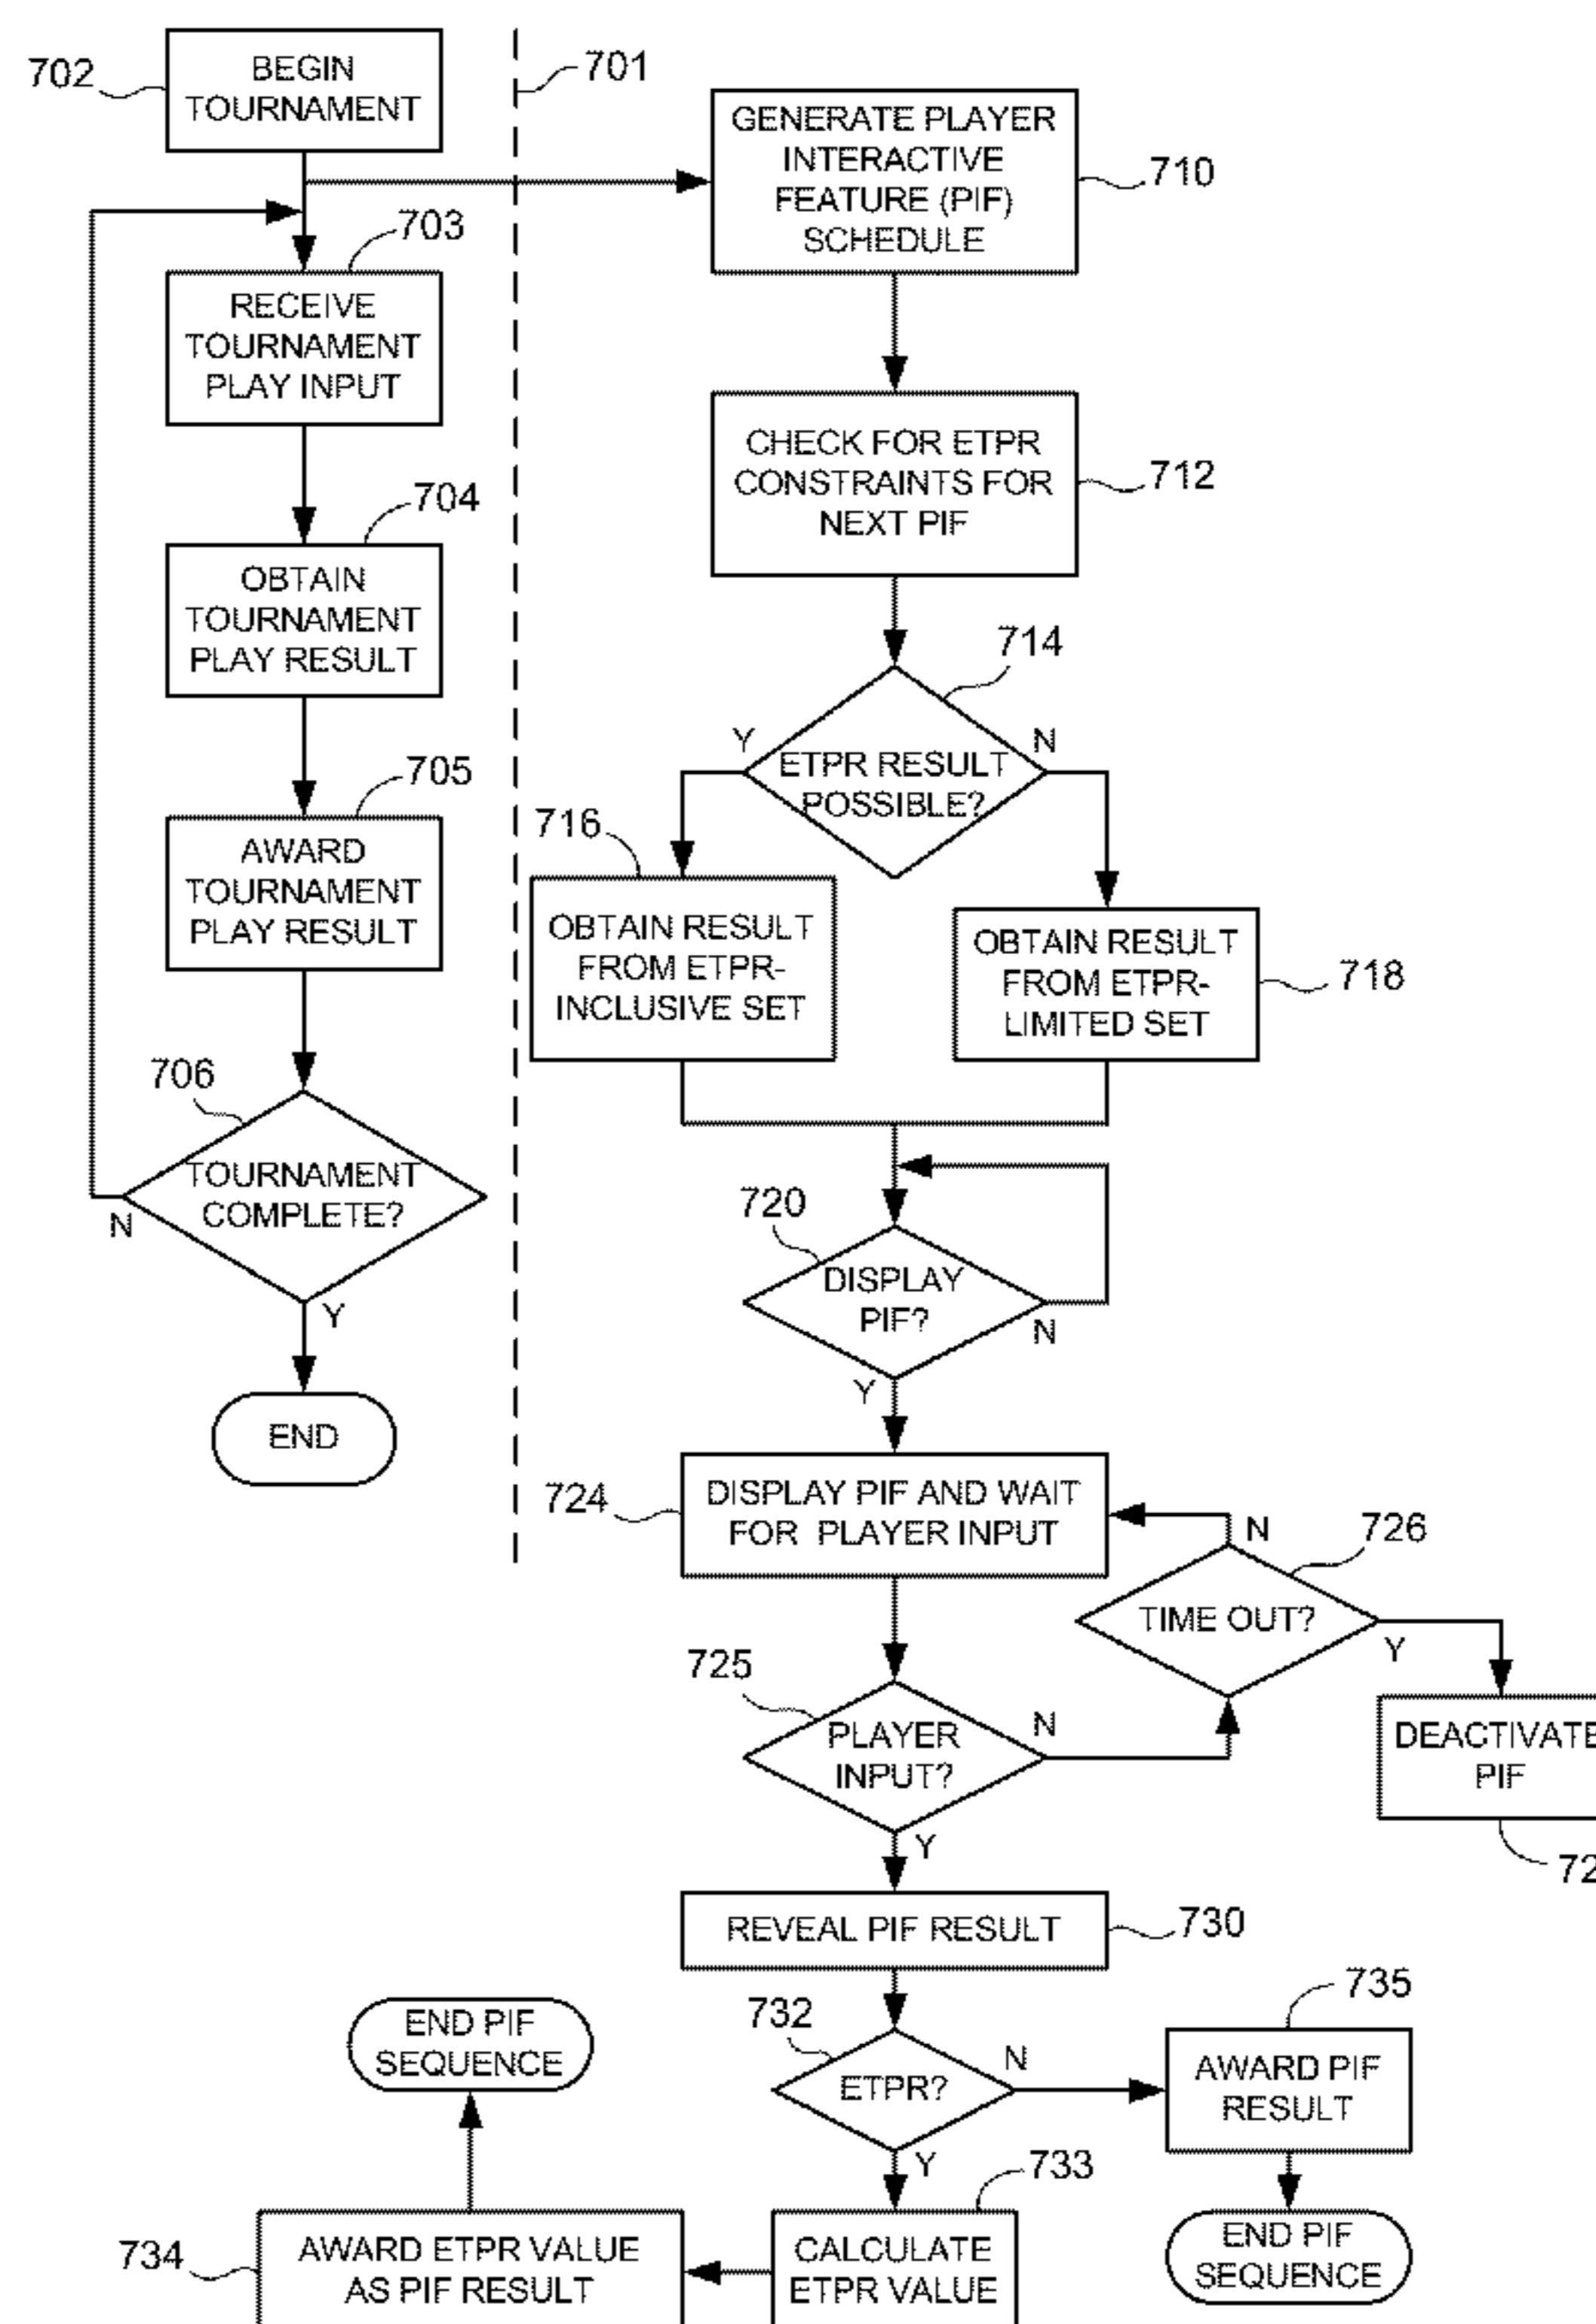 702
BEGIN
TOURNAMENT
701
GENERATE PLAYER
INTERACTIVE
FEATURE (PIF)
SCHEDULE
710
703
RECEIVE
TOURNAMENT
PLAY INPUT
CHECK FOR ETPR
CONSTRAINTS FOR
NEXT PIF
712
704
OBTAIN
TOURNAMENT
PLAY RESULT
714
Y
N
ETPR RESULT
POSSIBLE?
705
AWARD
TOURNAMENT
PLAY RESULT
716
OBTAIN RESULT
FROM ETPR-
INCLUSIVE SET
OBTAIN RESULT
FROM ETPR-
LIMITED SET
718
706
TOURNAMENT
COMPLETE?
N
Y
END
720
DISPLAY
PIF?
N
Y
724
DISPLAY PIF AND WAIT
FOR PLAYER INPUT
N
726
TIME OUT?
Y
725
PLAYER
INPUT?
N
Y
DEACTIVATE
PIF
72
REVEAL PIF RESULT
730
732
ETPR?
N
Y
735
AWARD PIF
RESULT
END PIF
SEQUENCE
733
CALCULATE
ETPR VALUE
734
AWARD ETPR VALUE
AS PIF RESULT
END PIF
SEQUENCE